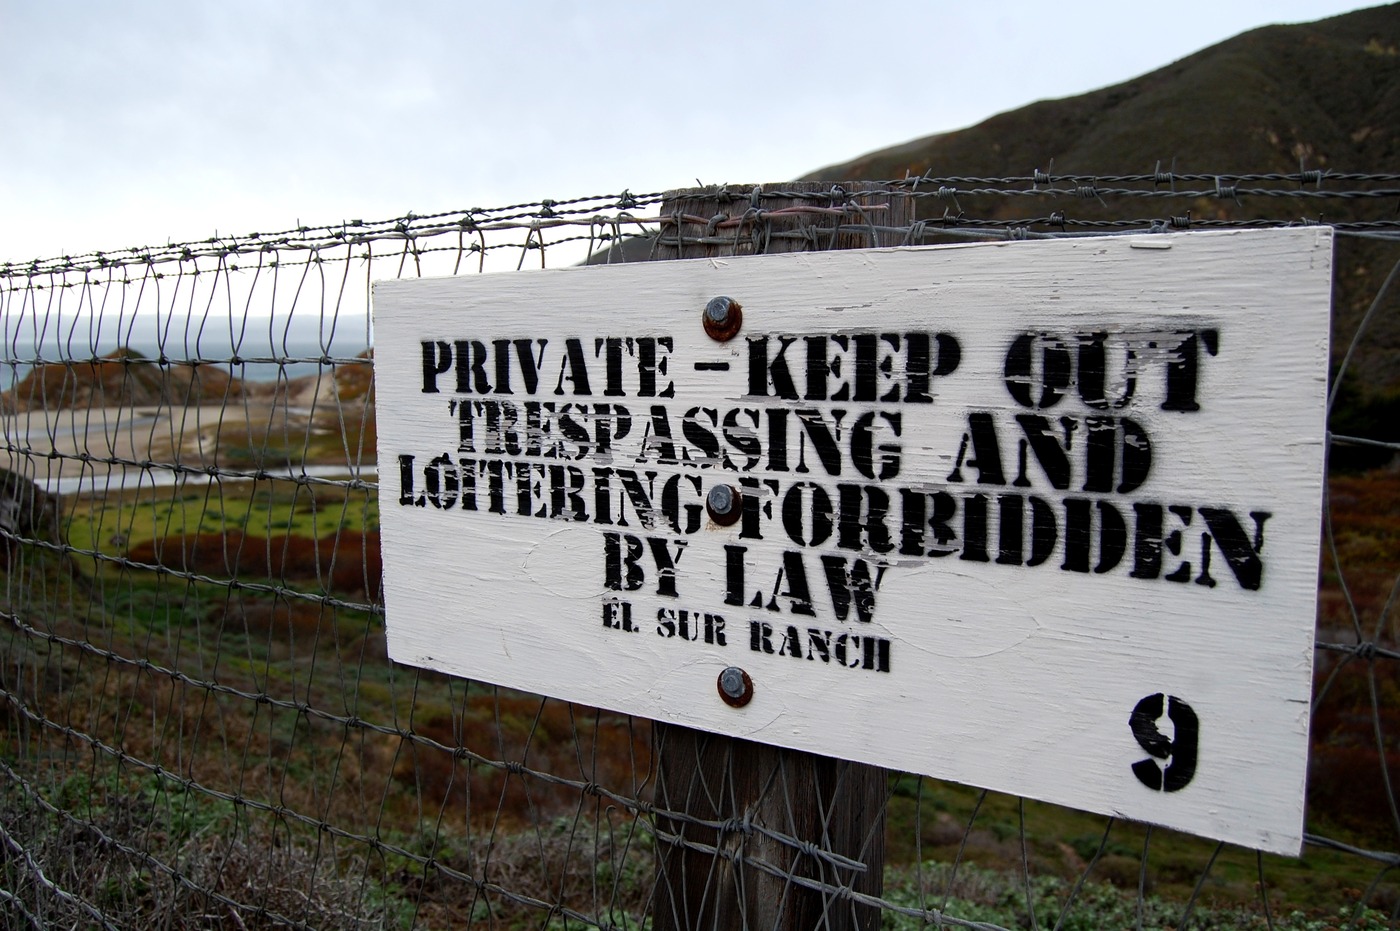 PRIVATE - KEEP OUT
TRESPASSING AND
LOITERING FORBIDDEN
BY LAW
EL SUR RANCH
9